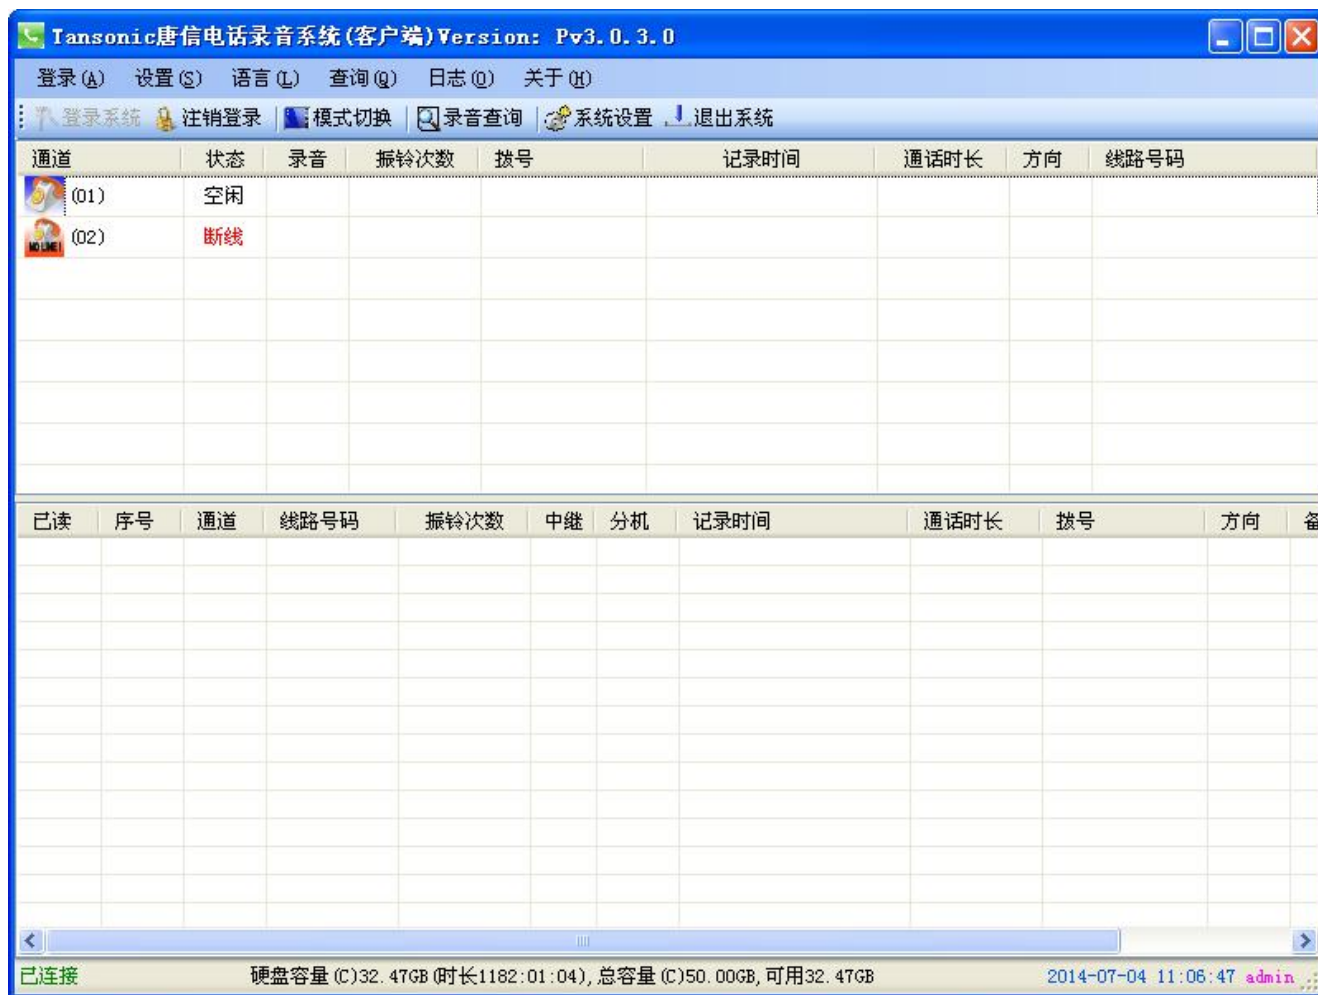 Tansonic唐信电话录音系统(客户端)Version: Pv3.0.3.0
登录(A) 设置(S) 语言(L) 查询(Q) 日志(O) 关于(H)
登录系统 注销登录 模式切换 录音查询 系统设置 退出系统
通道 状态 录音 振铃次数 拨号 记录时间 通话时长 方向 线路号码
(01) 空闲
NO LINE! (02) 断线
已读 序号 通道 线路号码 振铃次数 中继 分机 记录时间 通话时长 拨号 方向 备
已连接 硬盘容量(C)32.47GB(时长1182:01:04),总容量(C)50.00GB,可用32.47GB 2014-07-04 11:06:47 admin